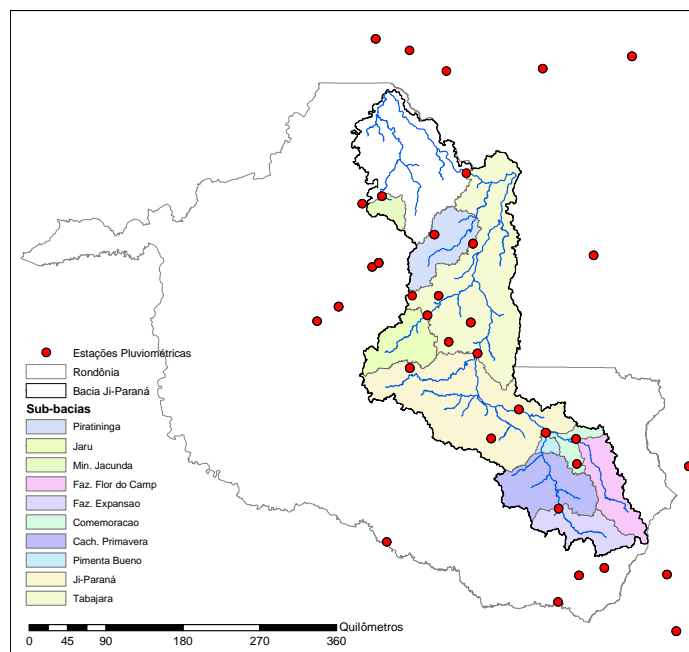 Estações Pluviométricas
Rondônia
Bacia Ji-Paraná
Sub-bacias
Piratininga
Jaru
Min. Jacunda
Faz. Flor do Camp
Faz. Expansao
Comemoracao
Cach. Primavera
Pimenta Bueno
Ji-Paraná
Tabajara
Quilômetros
0 45 90 180 270 360